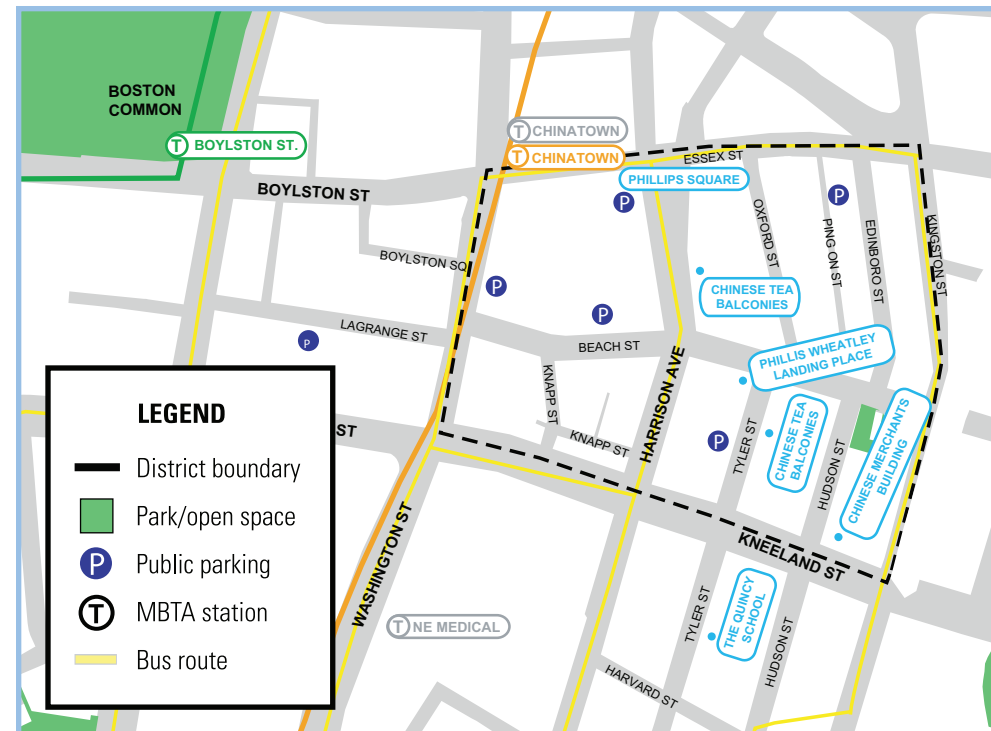 BOSTON
COMMON
T BOYLSTON ST.
T CHINATOWN
T CHINATOWN
ESSEX ST
PHILLIPS SQUARE
BOYLSTON ST
P
P
OXFORD ST
PING ON ST
EDINBORO ST
KINGSTON ST
BOYLSTON SQ
CHINESE TEA
BALCONIES
P
P
LAGRANGE ST
P
BEACH ST
PHILLIS WHEATLEY
LANDING PLACE
KNAPP ST
HARRISON AVE
KNAPP ST
P
TYLER ST
CHINESE TEA
BALCONIES
HUDSON ST
CHINESE MERCHANTS
BUILDING
ST
KNEELAND ST
WASHINGTON ST
T NE MEDICAL
TYLER ST
THE QUINCY
SCHOOL
HUDSON ST
HARVARD ST
LEGEND
District boundary
Park/open space
P Public parking
T MBTA station
Bus route